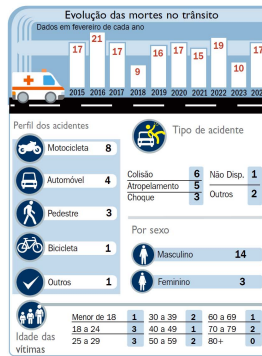 Evolução das mortes no trânsito
Dados em fevereiro de cada ano
17 21 17 9 16 17 15 19 10 17
2015 2016 2017 2018 2019 2020 2021 2022 2023
Perfil dos acidentes
Motocicleta 8
Automóvel 4
Pedestre 3
Bicicleta 1
Outros 1
Tipo de acidente
Colisão 6 Não Disp. 1
Atropelamento 5
Choque 3 Outros 2
Por sexo
Masculino 14
Feminino 3
Idade das vítimas
Menor de 18 1 30 a 39 2 60 a 69 1
18 a 24 3 40 a 49 1 70 a 79 2
25 a 29 3 50 a 59 2 80+ 0